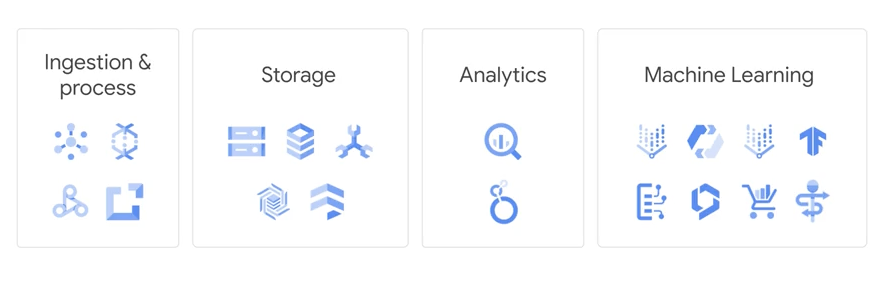 Ingestion &
process
Storage
Analytics
Machine Learning